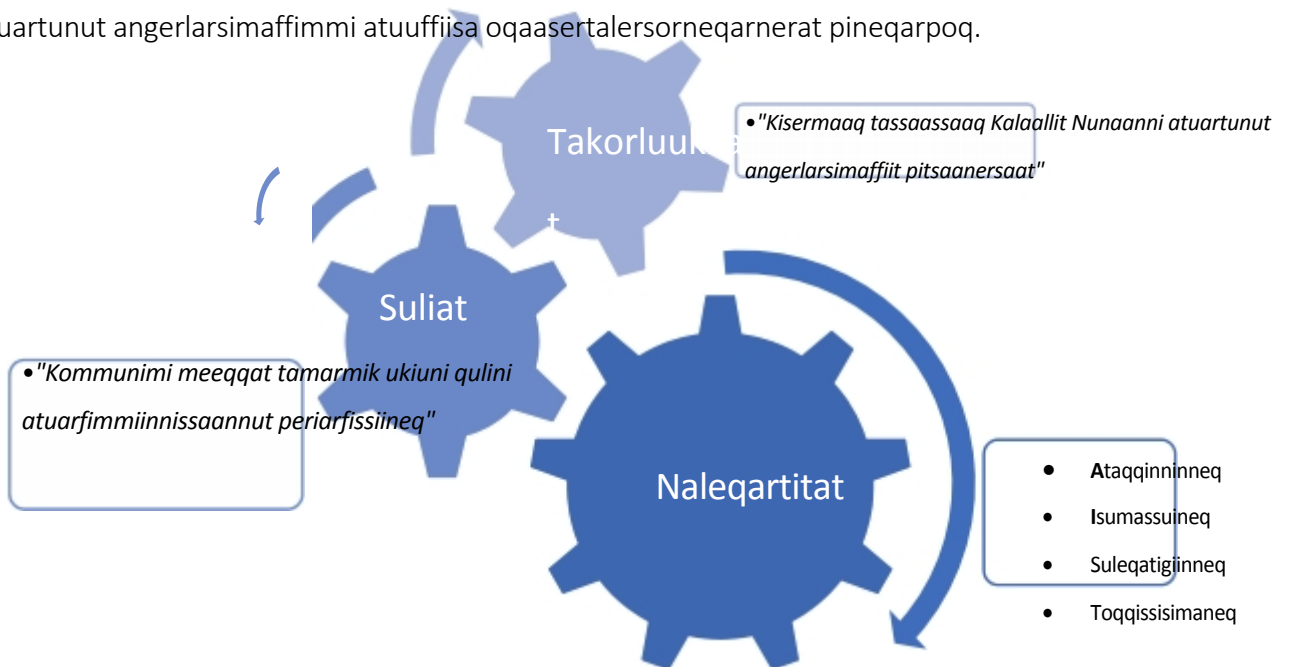 uartunut angerlarsimaffimmi atuuffiisa oqaasertalersorneqarnerat pineqarpoq.
Takorluuk
t
•"Kisermaaq tassaassaaq Kalaallit Nunaanni atuartunut
angerlarsimaffiit pitsaanersaat"
Suliat
•"Kommunimi meeqqat tamarmik ukiuni qulini
atuarfimmiinnissaannut periarfissiineq"
Naleqartitat
• Ataqqinninneq
• Isumassuineq
• Suleqatigiinneq
• Toqqissisimaneq